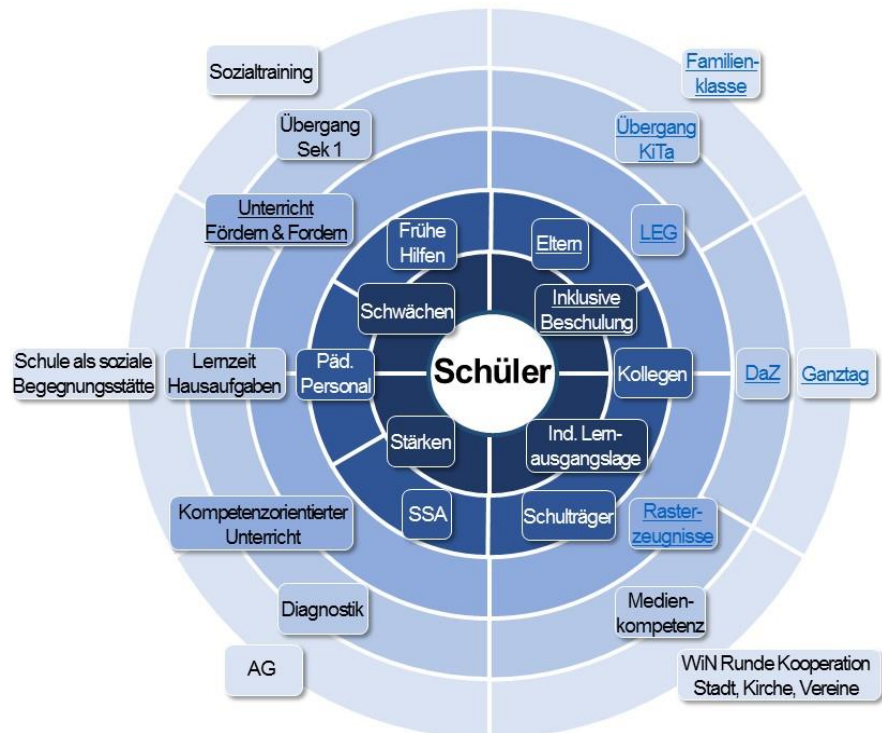 Sozialtraining
Familien-
klasse
Übergang
Sek 1
Übergang
KiTa
Unterricht
Fördern & Fordern
Frühe
Hilfen
Eltern
LEG
Schwächen
Inklusive
Beschulung
Schule als soziale
Begegnungsstätte
Lernzeit
Hausaufgaben
Päd.
Personal
Schüler
Kollegen
DaZ
Ganztag
Stärken
Ind. Lern-
ausgangslage
Kompetenzorientierter
Unterricht
SSA
Schulträger
Raster-
zeugnisse
Diagnostik
Medien-
kompetenz
AG
WiN Runde Kooperation
Stadt, Kirche, Vereine